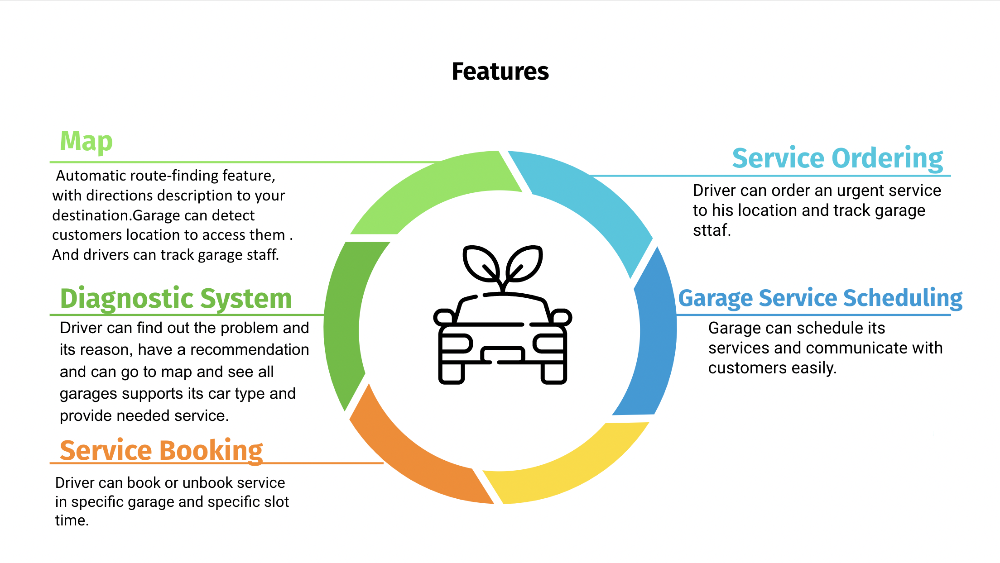 Features
Map
Automatic route-finding feature,
with directions description to your
destination.Garage can detect
customers location to access them .
And drivers can track garage staff.
Diagnostic System
Driver can find out the problem and
its reason, have a recommendation
and can go to map and see all
garages supports its car type and
provide needed service.
Service Booking
Driver can book or unbook service
in specific garage and specific slot
time.
Service Ordering
Driver can order an urgent service
to his location and track garage
sttaf.
Garage Service Scheduling
Garage can schedule its
services and communicate with
customers easily.